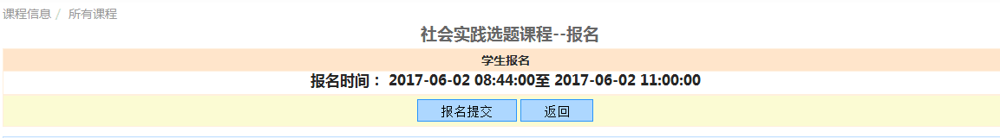 课程信息 / 所有课程
社会实践选题课程--报名
学生报名
报名时间： 2017-06-02 08:44:00至 2017-06-02 11:00:00
报名提交 返回